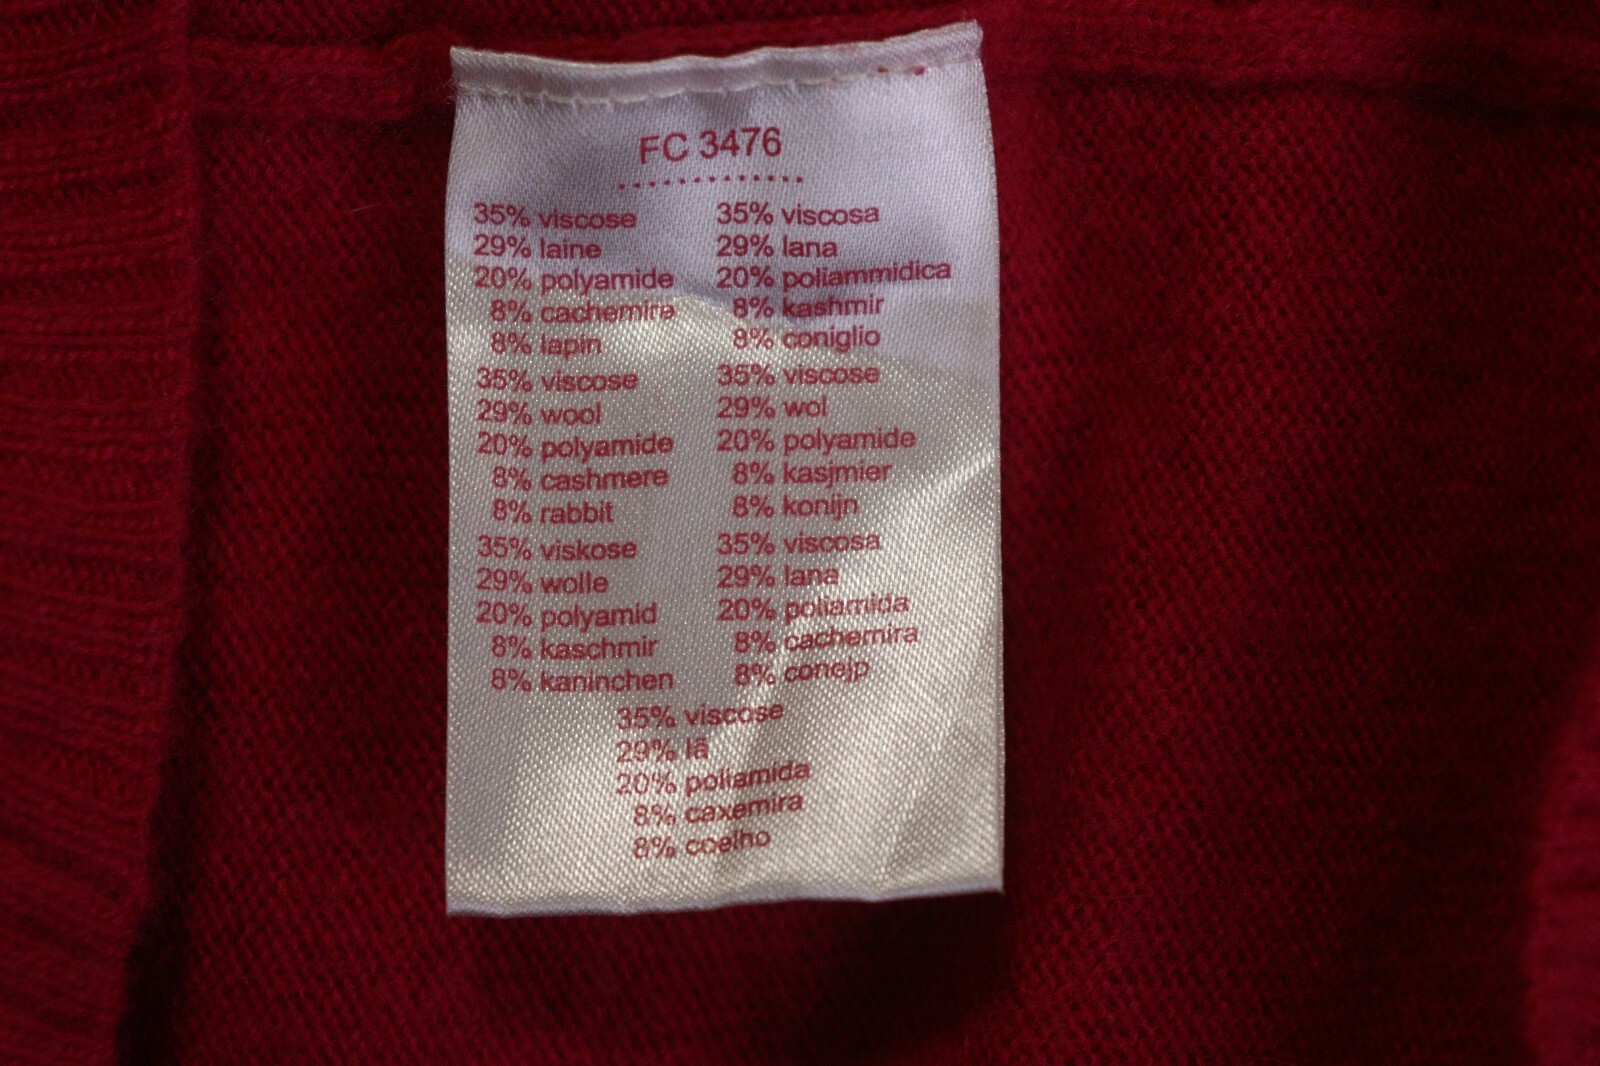 FC 3476
35% viscose
29% laine
20% polyamide
8% cachemire
8% lapin
35% viscosa
29% lana
20% poliammidica
8% kashmir
8% coniglio
35% viscose
29% wool
20% polyamide
8% cashmere
8% rabbit
35% viscose
29% wol
20% polyamide
8% kasjmier
8% konijn
35% viskose
29% wolle
20% polyamid
8% kaschmir
8% kaninchen
35% viscosa
29% lana
20% poliamida
8% cachemira
8% conejp
35% viscose
29% lã
20% poliamida
8% caxemira
8% coelho